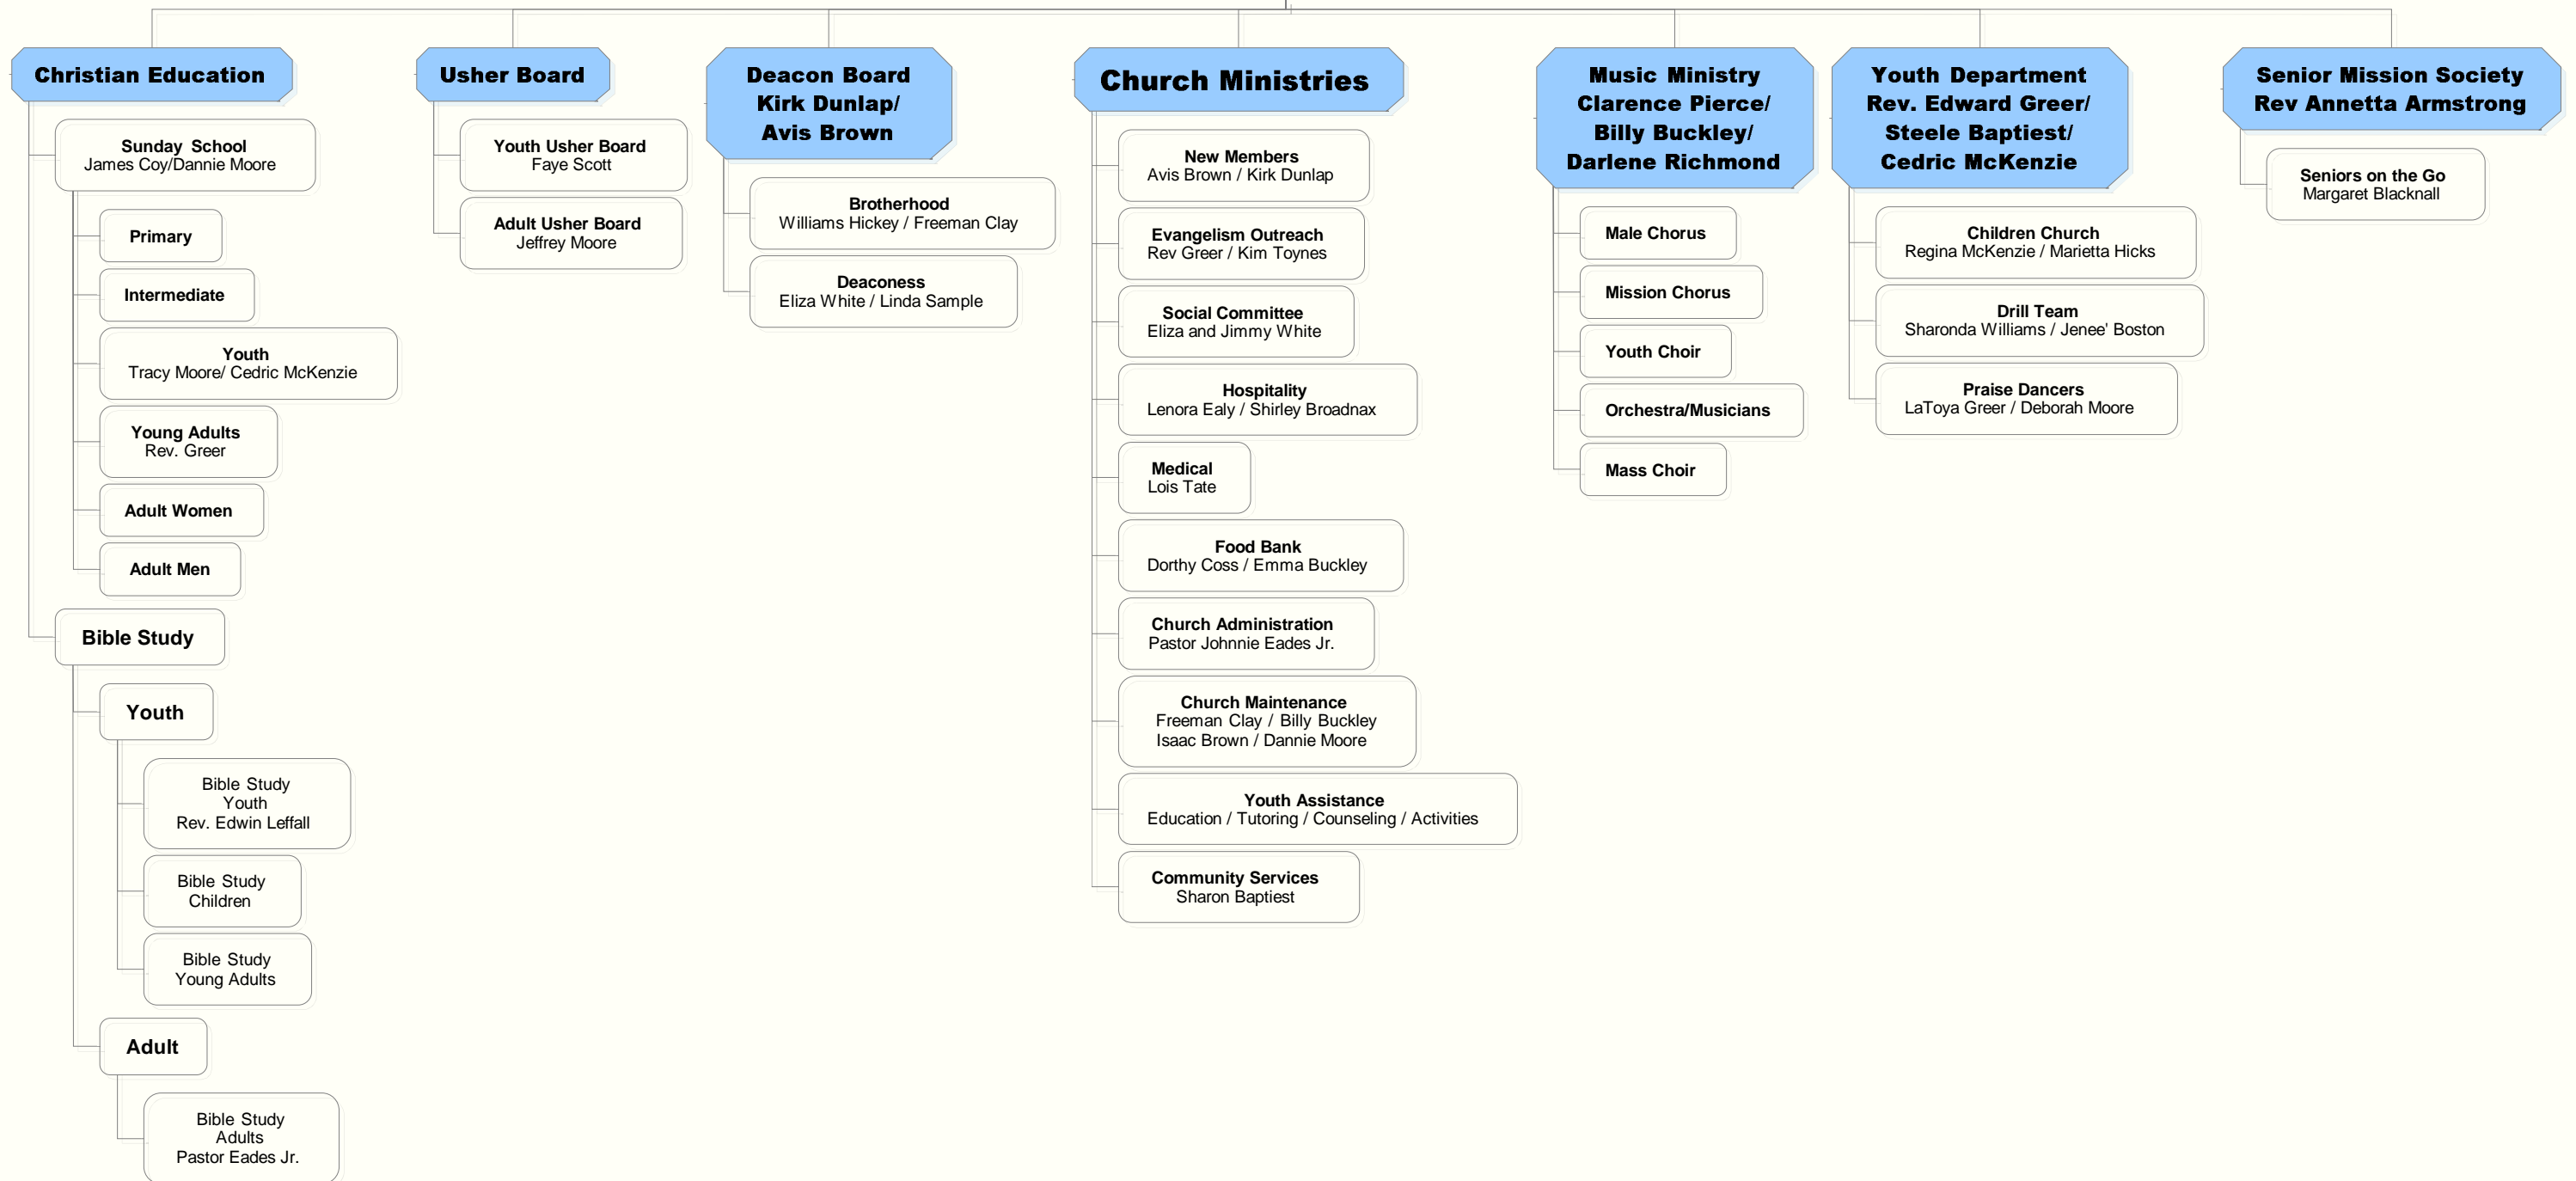 Christian Education
Sunday School
James Coy/Dannie Moore
Primary
Intermediate
Youth
Tracy Moore/ Cedric McKenzie
Young Adults
Rev. Greer
Adult Women
Adult Men
Bible Study
Youth
Bible Study
Youth
Rev. Edwin Leffall
Bible Study
Children
Bible Study
Young Adults
Adult
Bible Study
Adults
Pastor Eades Jr.
Usher Board
Youth Usher Board
Faye Scott
Adult Usher Board
Jeffrey Moore
Deacon Board
Kirk Dunlap/
Avis Brown
Brotherhood
Williams Hickey / Freeman Clay
Deaconess
Eliza White / Linda Sample
Church Ministries
New Members
Avis Brown / Kirk Dunlap
Evangelism Outreach
Rev Greer / Kim Toynes
Social Committee
Eliza and Jimmy White
Hospitality
Lenora Ealy / Shirley Broadnax
Medical
Lois Tate
Food Bank
Dorthy Coss / Emma Buckley
Church Administration
Pastor Johnnie Eades Jr.
Church Maintenance
Freeman Clay / Billy Buckley
Isaac Brown / Dannie Moore
Youth Assistance
Education / Tutoring / Counseling / Activities
Community Services
Sharon Baptiest
Music Ministry
Clarence Pierce/
Billy Buckley/
Darlene Richmond
Male Chorus
Mission Chorus
Youth Choir
Orchestra/Musicians
Mass Choir
Youth Department
Rev. Edward Greer/
Steele Baptiest/
Cedric McKenzie
Children Church
Regina McKenzie / Marietta Hicks
Drill Team
Sharonda Williams / Jenee' Boston
Praise Dancers
LaToya Greer / Deborah Moore
Senior Mission Society
Rev Annetta Armstrong
Seniors on the Go
Margaret Blacknall